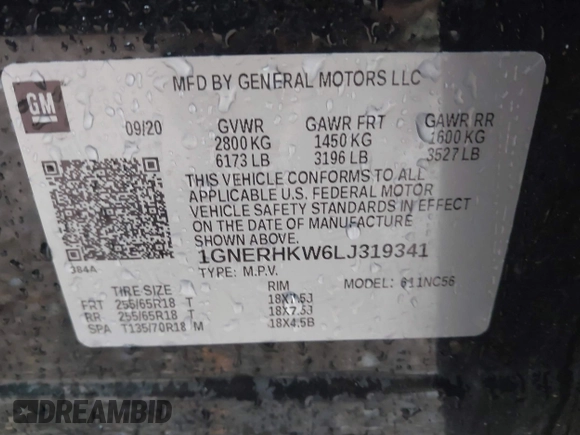 MFD BY GENERAL MOTORS LLC
GM
09/20 GVWR GAWR FRT GAWR RR
2800 KG 1450 KG 1600 KG
6173 LB 3196 LB 3527 LB
THIS VEHICLE CONFORMS TO ALL
APPLICABLE U.S. FEDERAL MOTOR
VEHICLE SAFETY STANDARDS IN EFFECT
ON THE DATE OF MANUFACTURE
SHOWN ABOVE.
1GNERHKW6LJ319341
TYPE: M.P.V.
J84A
TIRE SIZE RIM MODEL:
FRT 255/65R18 T 18X7.5J
RR 255/65R18 T 18X7.5J
SPA T135/70R18 M 18X4.5B
DREAMBID